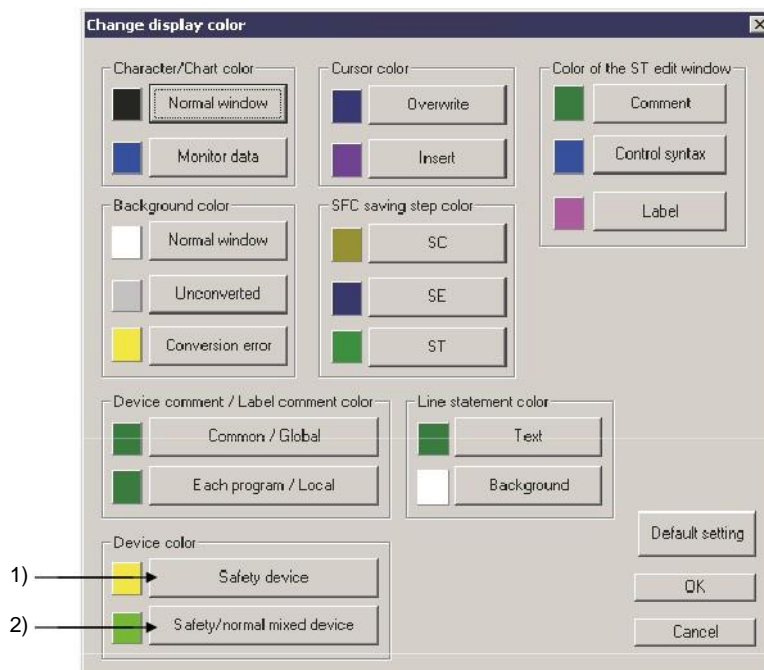 Change display color
Character/Chart color
Normal window
Monitor data
Cursor color
Overwrite
Insert
Color of the ST edit window
Comment
Control syntax
Label
Background color
Normal window
Unconverted
Conversion error
SFC saving step color
SC
SE
ST
Device comment / Label comment color
Common / Global
Each program / Local
Line statement color
Text
Background
Device color
1)
Safety device
2)
Safety/normal mixed device
Default setting
OK
Cancel